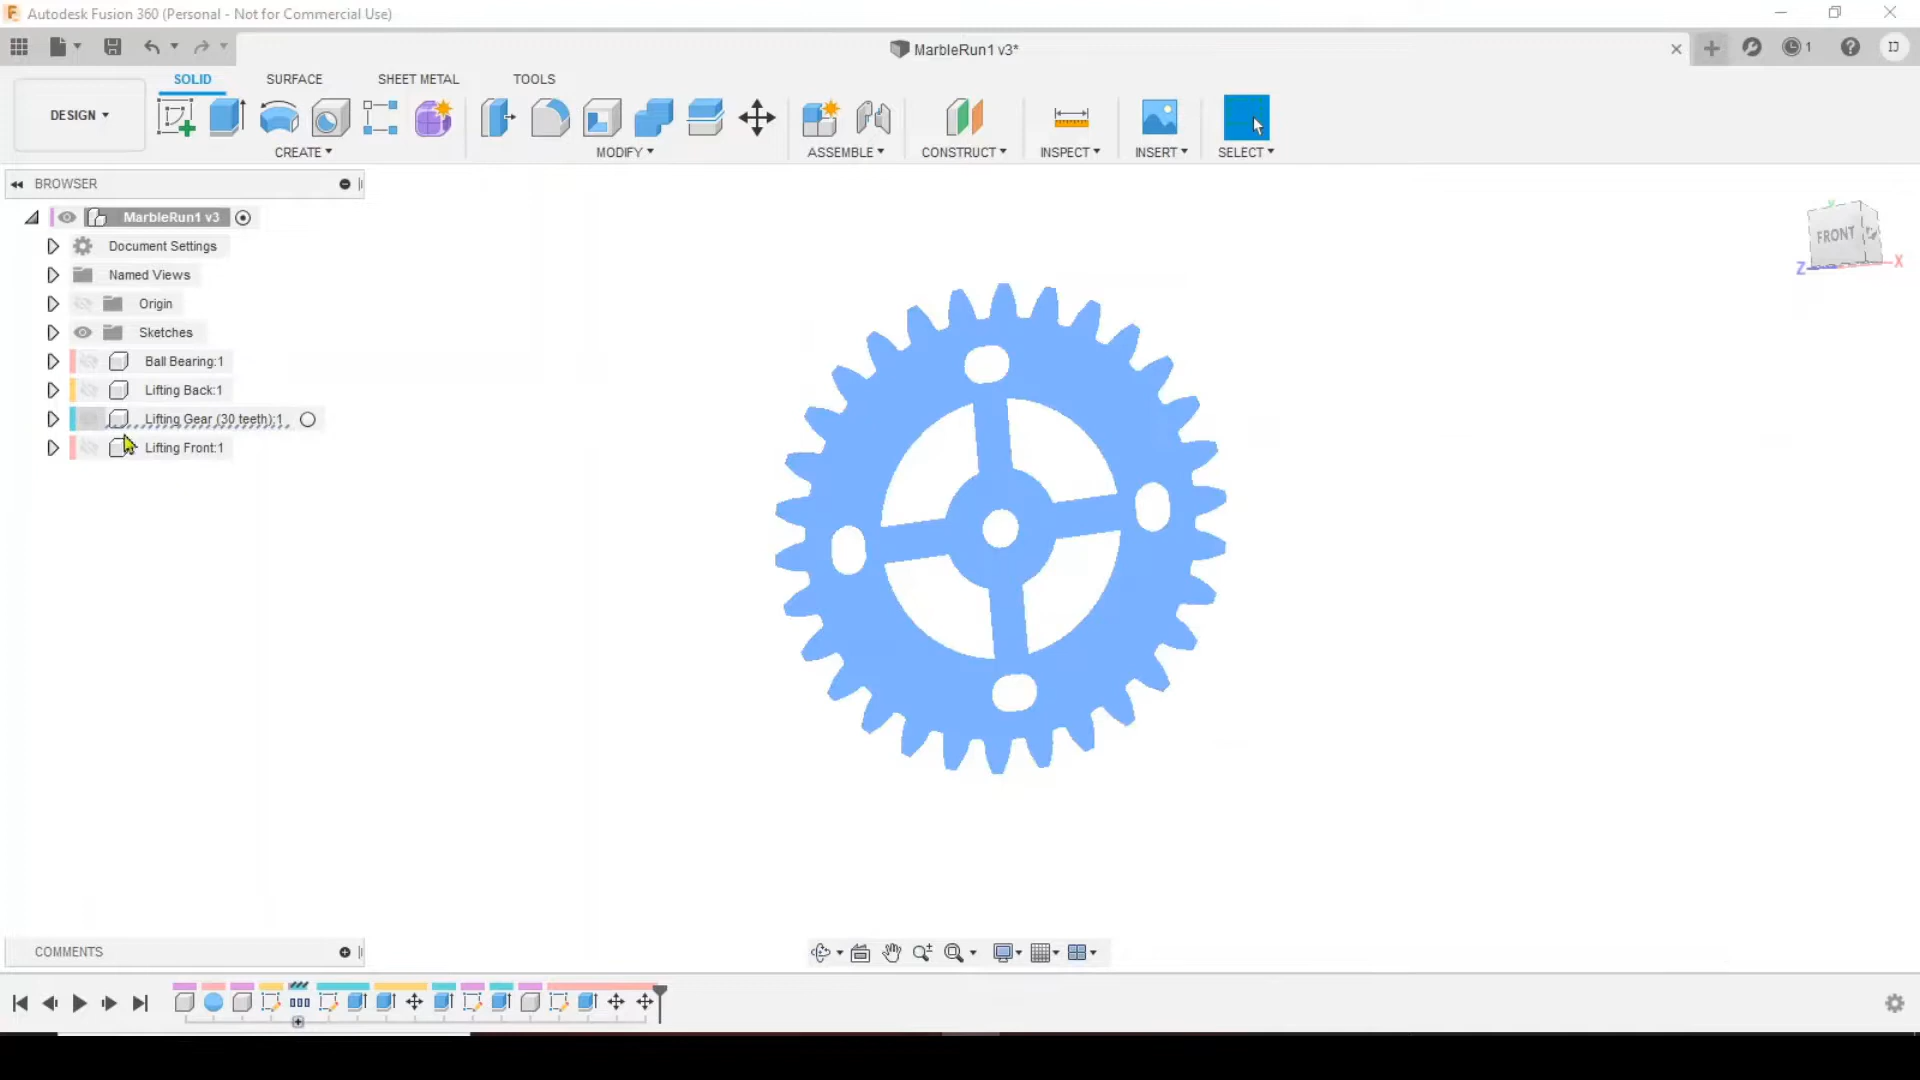 Autodesk Fusion 360 (Personal - Not for Commercial Use)
MarbleRun1 v3*
1
IJ
SOLID
SURFACE
SHEET METAL
TOOLS
DESIGN
CREATE
MODIFY
ASSEMBLE
CONSTRUCT
INSPECT
INSERT
SELECT
BROWSER
MarbleRun1 v3
Document Settings
Named Views
Origin
Sketches
Ball Bearing:1
Lifting Back:1
Lifting Gear (30 teeth):1
Lifting Front:1
Y
FRONT
Z
X
COMMENTS